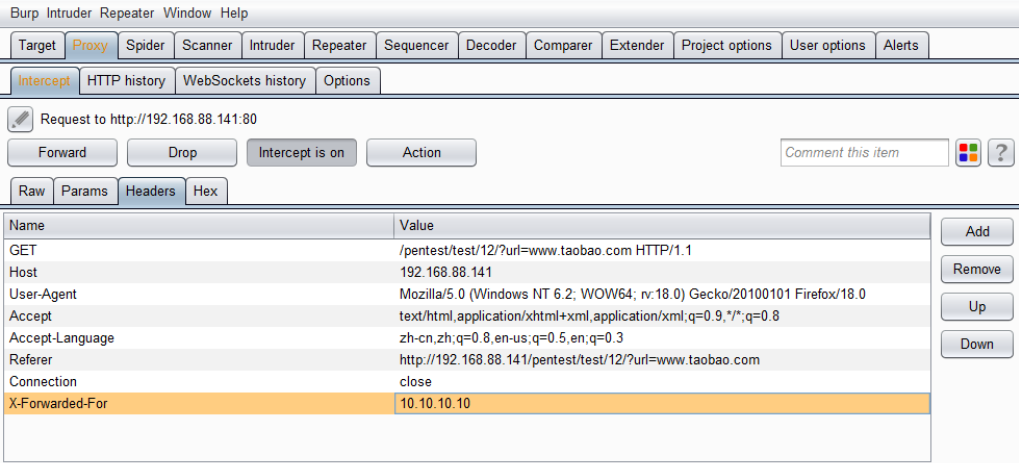 Burp Intruder Repeater Window Help
Target Proxy Spider Scanner Intruder Repeater Sequencer Decoder Comparer Extender Project options User options Alerts
Intercept HTTP history WebSockets history Options
Request to http://192.168.88.141:80
Forward Drop Intercept is on Action Comment this item ?
Raw Params Headers Hex
Name Value Add
GET /pentest/test/12/?url=www.taobao.com HTTP/1.1
Host 192.168.88.141 Remove
User-Agent Mozilla/5.0 (Windows NT 6.2; WOW64; rv:18.0) Gecko/20100101 Firefox/18.0
Accept text/html,application/xhtml+xml,application/xml;q=0.9,*/*;q=0.8 Up
Accept-Language zh-cn,zh;q=0.8,en-us;q=0.5,en;q=0.3 Down
Referer http://192.168.88.141/pentest/test/12/?url=www.taobao.com
Connection close
X-Forwarded-For 10.10.10.10